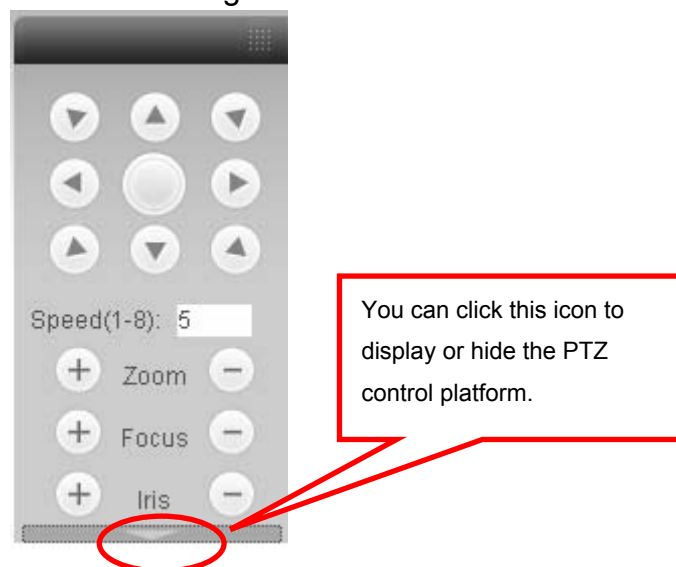 Speed(1-8): 5
+ Zoom −
+ Focus −
+ Iris −
You can click this icon to
display or hide the PTZ
control platform.